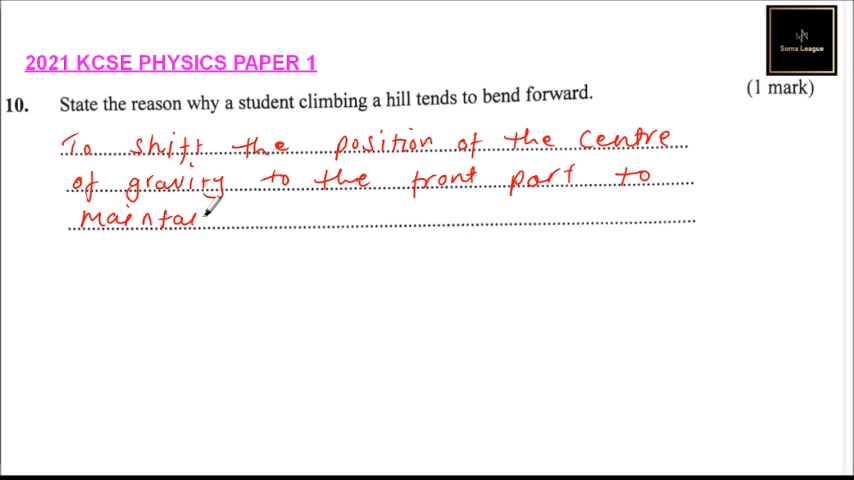 Soma League
2021 KCSE PHYSICS PAPER 1
10. State the reason why a student climbing a hill tends to bend forward. (1 mark)
To shift the position of the centre
of gravity to the front part to
maintai